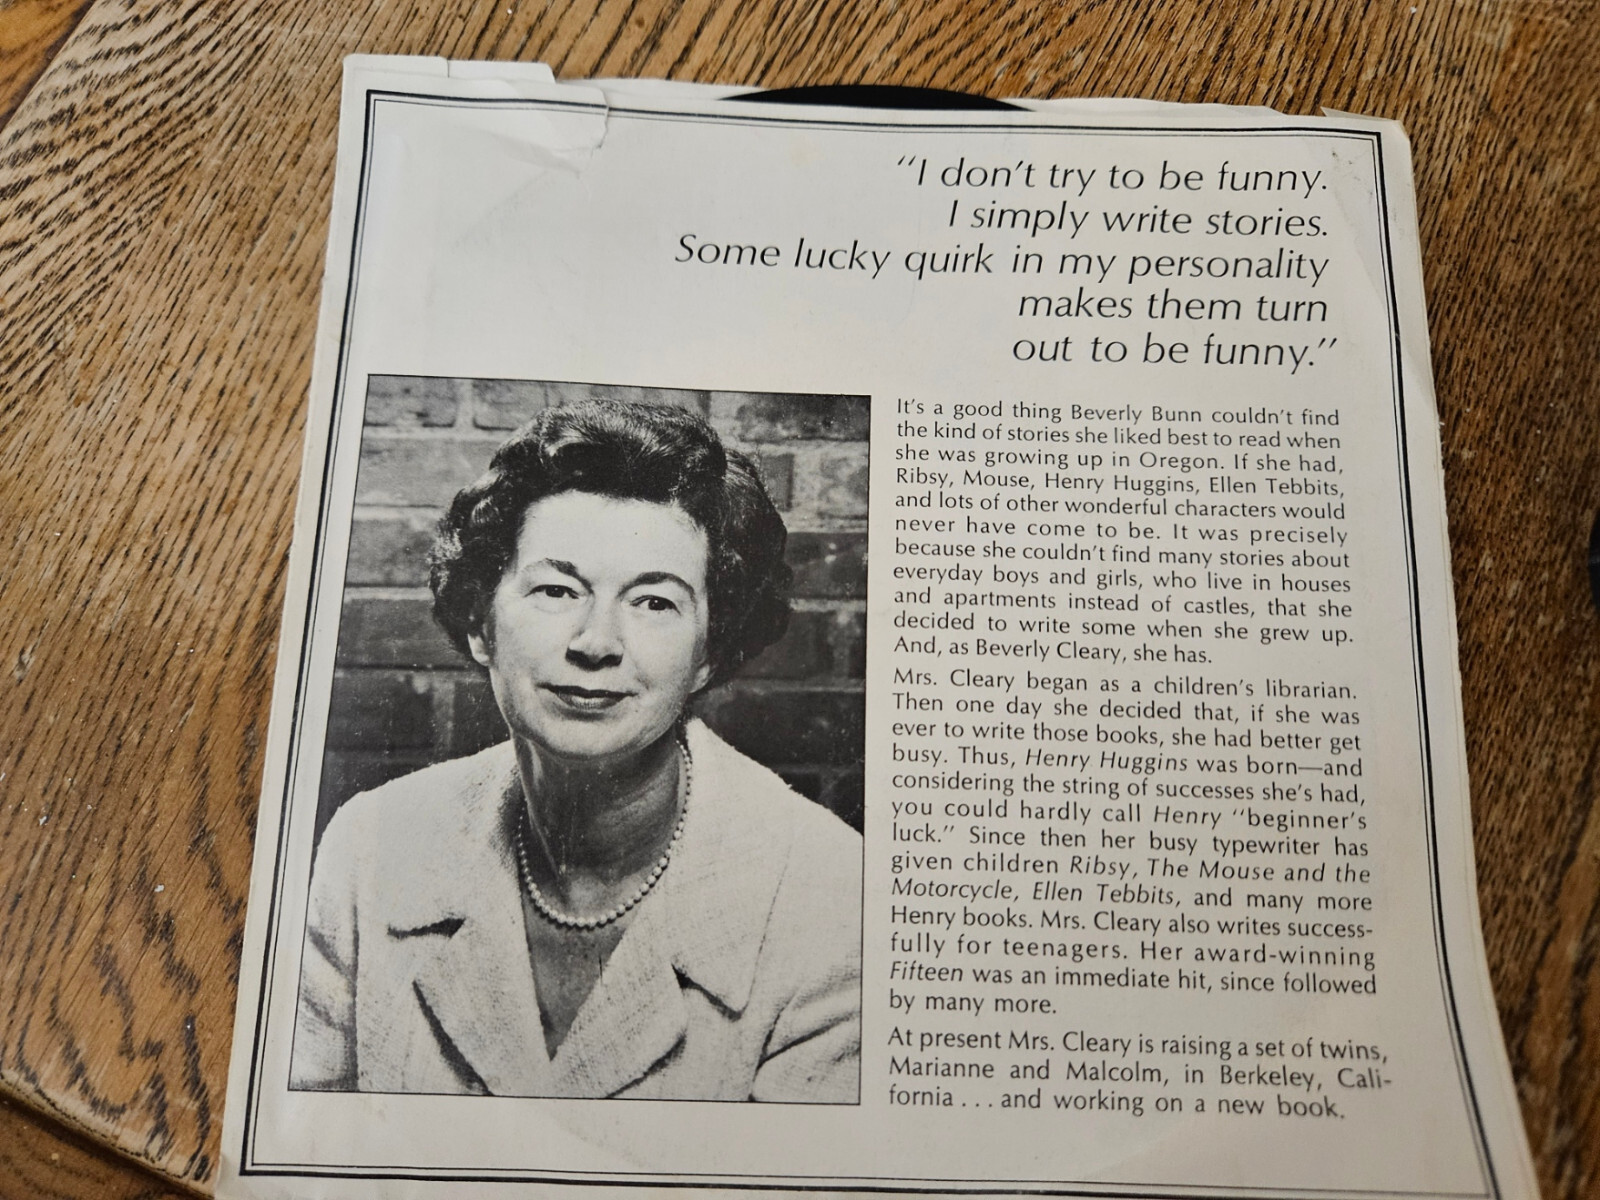 “I don’t try to be funny.
I simply write stories.
Some lucky quirk in my personality
makes them turn
out to be funny.”
It’s a good thing Beverly Bunn couldn’t find
the kind of stories she liked best to read when
she was growing up in Oregon. If she had,
Ribsy, Mouse, Henry Huggins, Ellen Tebbits,
and lots of other wonderful characters would
never have come to be. It was precisely
because she couldn’t find many stories about
everyday boys and girls, who live in houses
and apartments instead of castles, that she
decided to write some when she grew up.
And, as Beverly Cleary, she has.
Mrs. Cleary began as a children’s librarian.
Then one day she decided that, if she was
ever to write those books, she had better get
busy. Thus, Henry Huggins was born—and
considering the string of successes she’s had,
you could hardly call Henry “beginner’s
luck.” Since then her busy typewriter has
given children Ribsy, The Mouse and the
Motorcycle, Ellen Tebbits, and many more
Henry books. Mrs. Cleary also writes success-
fully for teenagers. Her award-winning
Fifteen was an immediate hit, since followed
by many more.
At present Mrs. Cleary is raising a set of twins,
Marianne and Malcolm, in Berkeley, Cali-
fornia . . . and working on a new book.